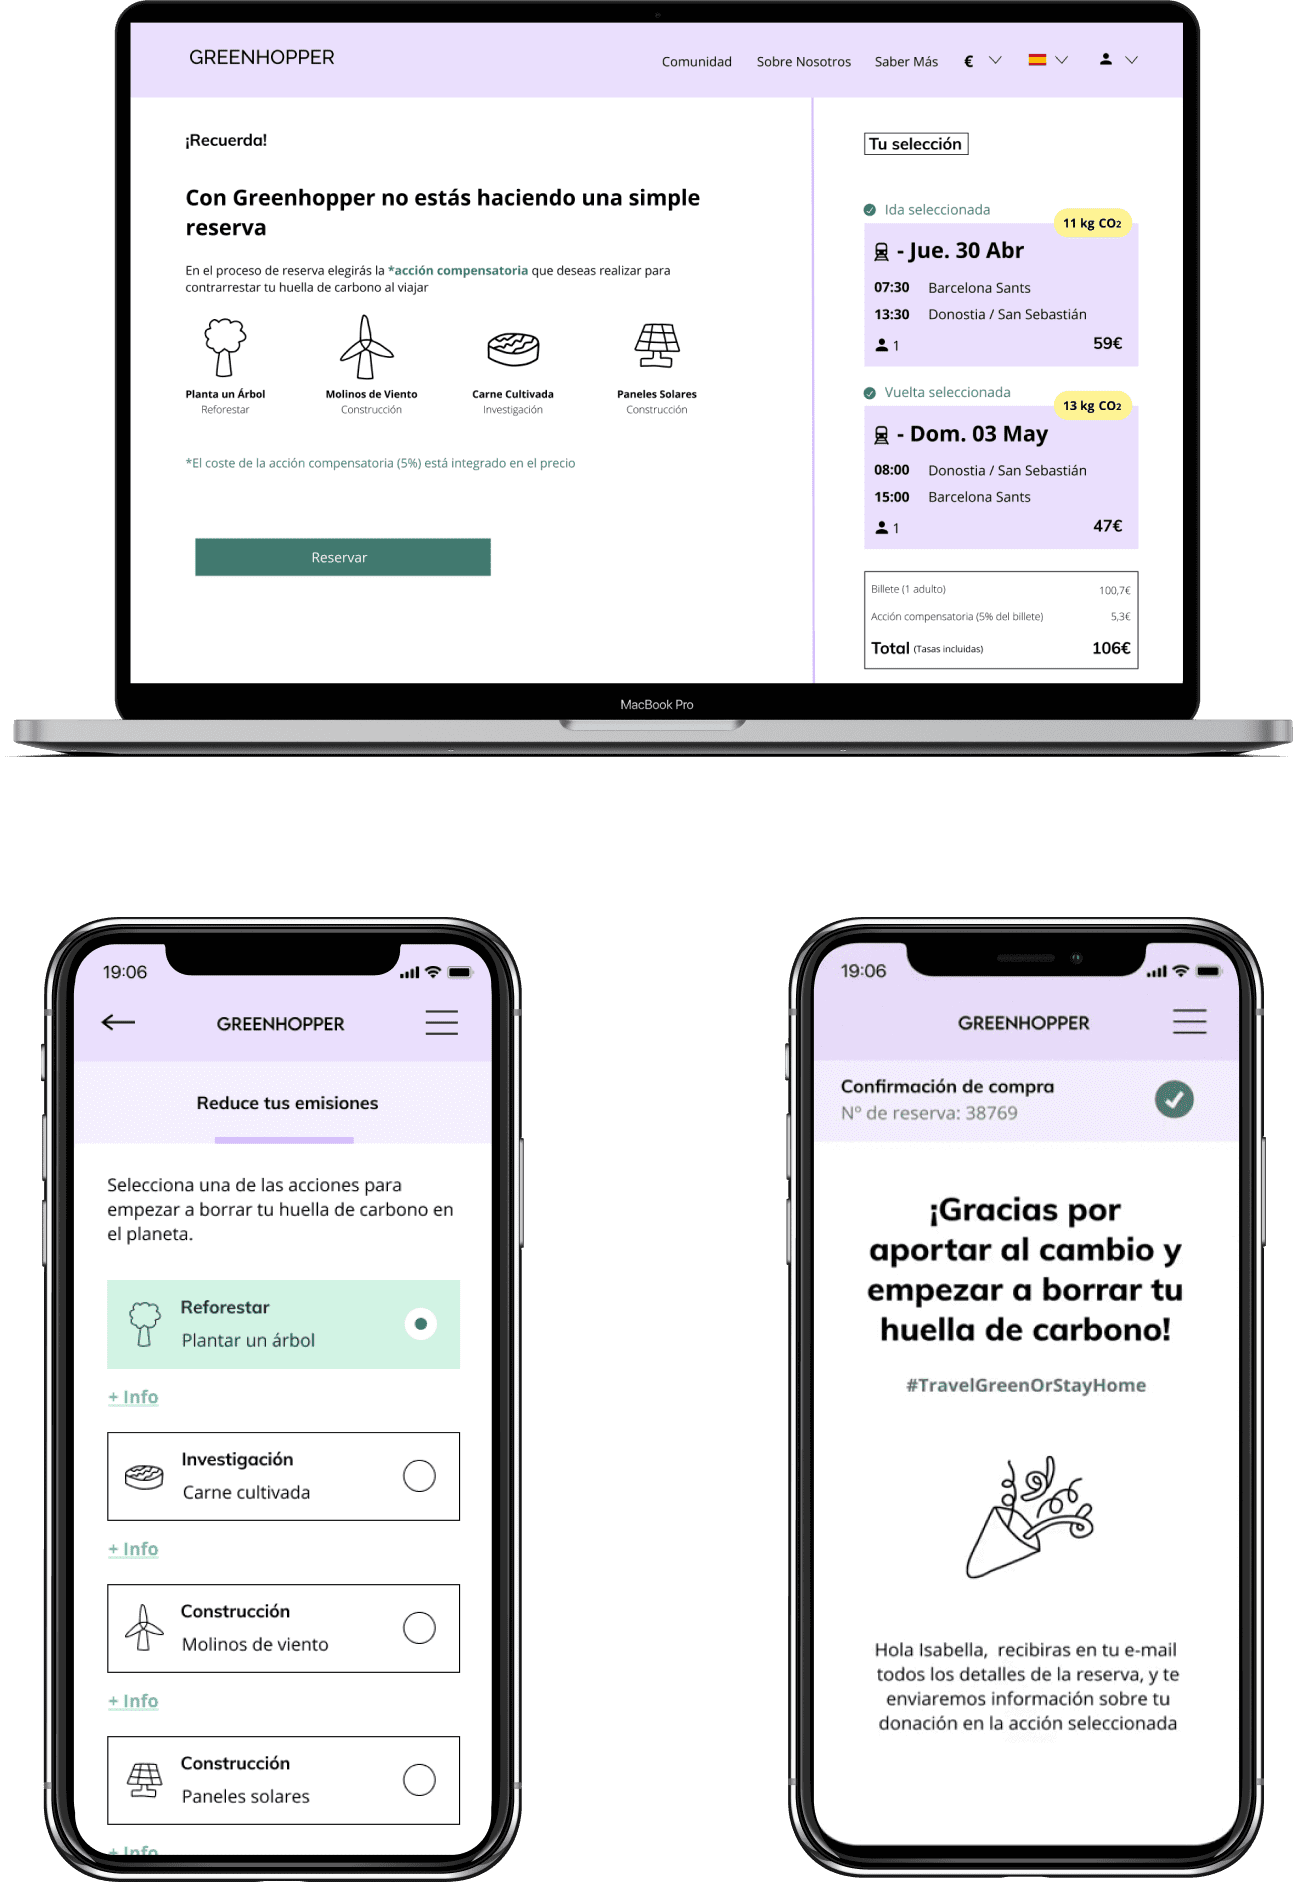 GREENHOPPER
Comunidad Sobre Nosotros Saber Más €
¡Recuerda!
Con Greenhopper no estás haciendo una simple
reserva
En el proceso de reserva elegirás la *acción compensatoria que deseas realizar para
contrarrestar tu huella de carbono al viajar
Planta un Árbol
Reforestar
Molinos de Viento
Construcción
Carne Cultivada
Investigación
Paneles Solares
Construcción
*El coste de la acción compensatoria (5%) está integrado en el precio
Reservar
Tu selección
Ida seleccionada
11 kg CO2
- Jue. 30 Abr
07:30 Barcelona Sants
13:30 Donostia / San Sebastián
1 59€
Vuelta seleccionada
13 kg CO2
- Dom. 03 May
08:00 Donostia / San Sebastián
15:00 Barcelona Sants
1 47€
Billete (1 adulto) 100,7€
Acción compensatoria (5% del billete) 5,3€
Total (Tasas incluidas) 106€
MacBook Pro
19:06
GREENHOPPER
Reduce tus emisiones
Selecciona una de las acciones para
empezar a borrar tu huella de carbono en
el planeta.
Reforestar
Plantar un árbol
+ Info
Investigación
Carne cultivada
+ Info
Construcción
Molinos de viento
+ Info
Construcción
Paneles solares
+ Info
19:06
GREENHOPPER
Confirmación de compra
Nº de reserva: 38769
¡Gracias por
aportar al cambio y
empezar a borrar tu
huella de carbono!
#TravelGreenOrStayHome
Hola Isabella, recibiras en tu e-mail
todos los detalles de la reserva, y te
enviaremos información sobre tu
donación en la acción seleccionada